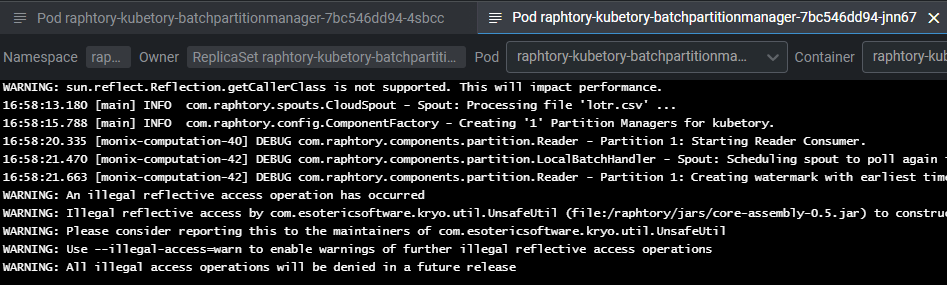 Pod raphtory-kubetory-batchpartitionmanager-7bc546dd94-4sbcc
Pod raphtory-kubetory-batchpartitionmanager-7bc546dd94-jnn67
Namespace rap... Owner ReplicaSet raphtory-kubetory-batchpartiti... Pod raphtory-kubetory-batchpartitionma... Container raphtory-kub
WARNING: sun.reflect.Reflection.getCallerClass is not supported. This will impact performance.
16:58:13.180 [main] INFO  com.raphtory.spouts.CloudSpout - Spout: Processing file 'lotr.csv' ...
16:58:15.788 [main] INFO  com.raphtory.config.ComponentFactory - Creating '1' Partition Managers for kubetory.
16:58:20.335 [monix-computation-40] DEBUG com.raphtory.components.partition.Reader - Partition 1: Starting Reader Consumer.
16:58:21.470 [monix-computation-42] DEBUG com.raphtory.components.partition.LocalBatchHandler - Spout: Scheduling spout to poll again
16:58:21.663 [monix-computation-42] DEBUG com.raphtory.components.partition.Reader - Partition 1: Creating watermark with earliest time
WARNING: An illegal reflective access operation has occurred
WARNING: Illegal reflective access by com.esotericsoftware.kryo.util.UnsafeUtil (file:/raphtory/jars/core-assembly-0.5.jar) to constru
WARNING: Please consider reporting this to the maintainers of com.esotericsoftware.kryo.util.UnsafeUtil
WARNING: Use --illegal-access=warn to enable warnings of further illegal reflective access operations
WARNING: All illegal access operations will be denied in a future release